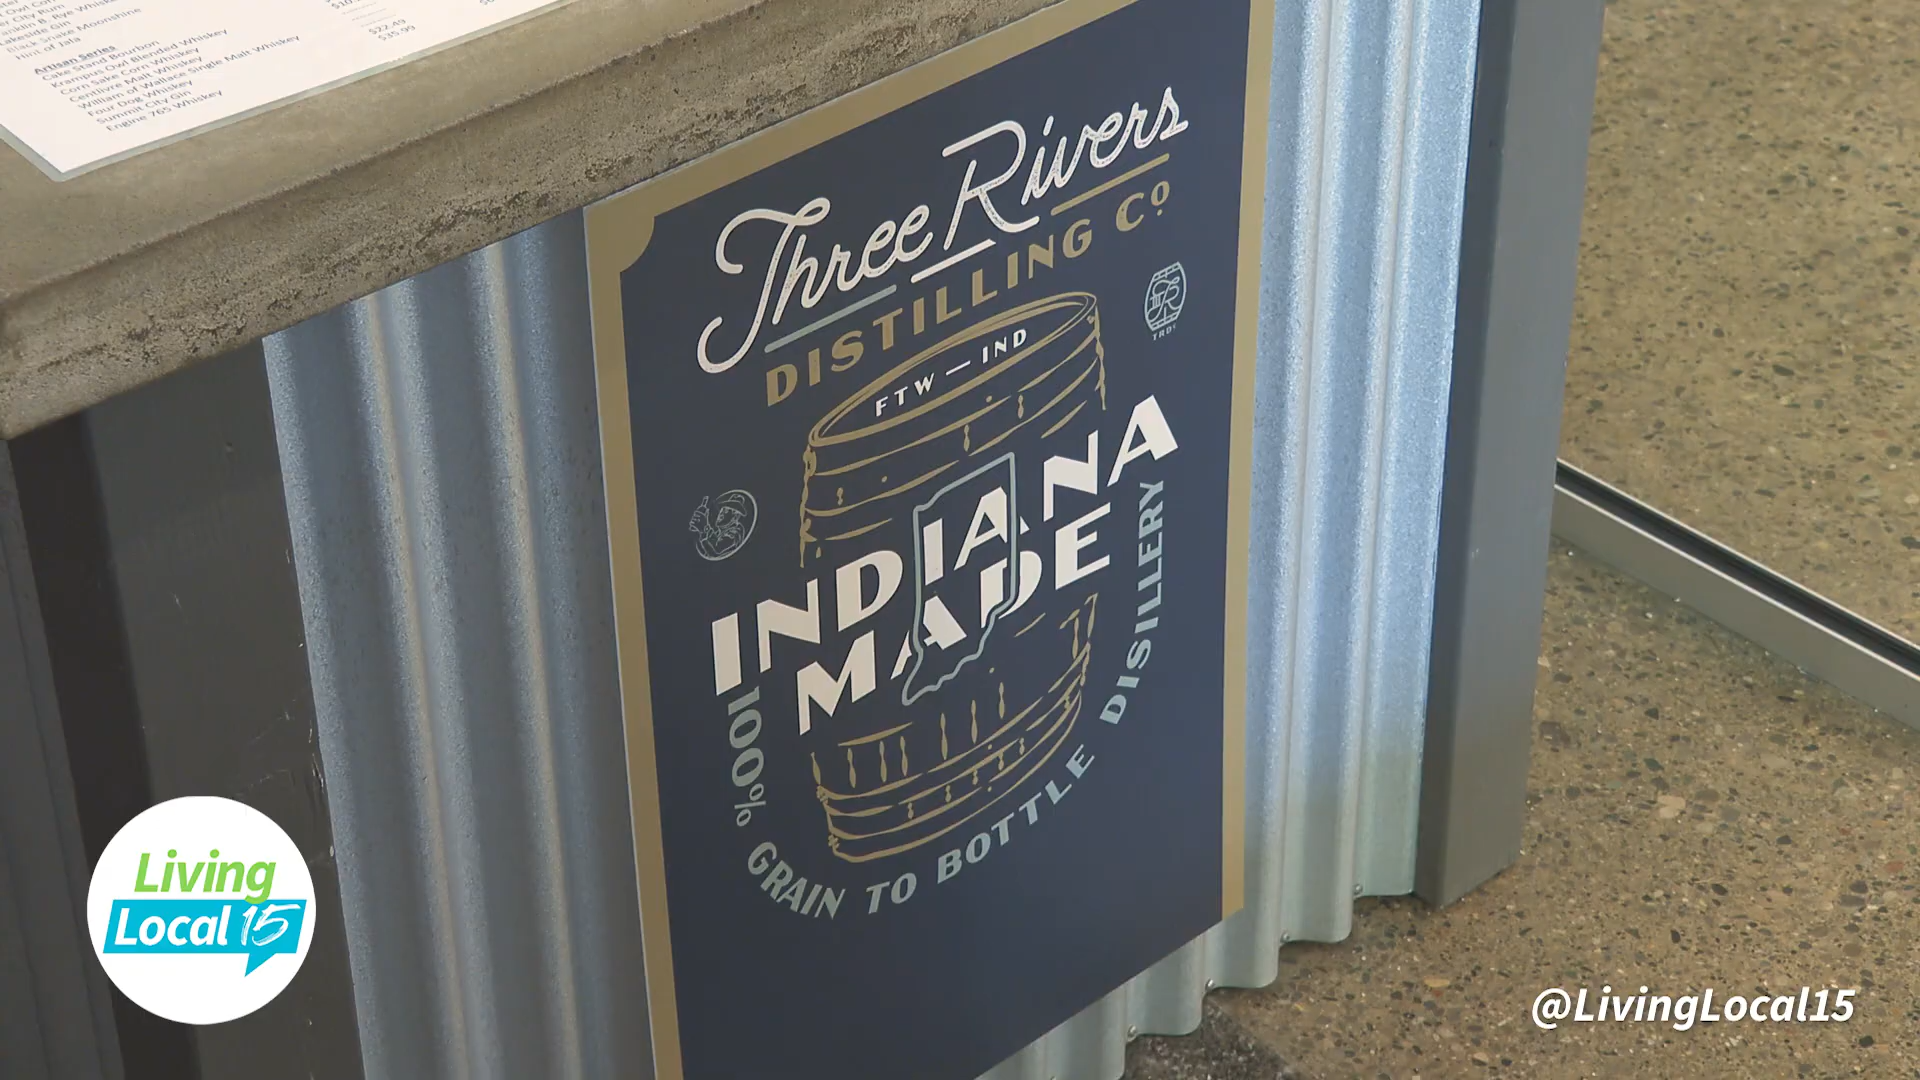 Black Snake Moonshine
Artisan Series
Cake Stand Bourbon
Krampus Owl Blended Whiskey
Corn Sake Corn Whiskey
Centlivre Malt Whiskey
William of Wallace Single Malt Whiskey
Four Dog Whiskey
Summit City Gin
Engine 765 Whiskey
$22.49
$35.99
Three Rivers
DISTILLING Co
FTW — IND
TRDC
INDIANA
MADE
100% GRAIN TO BOTTLE DISILLERY
Living
Local 15
@LivingLocal15